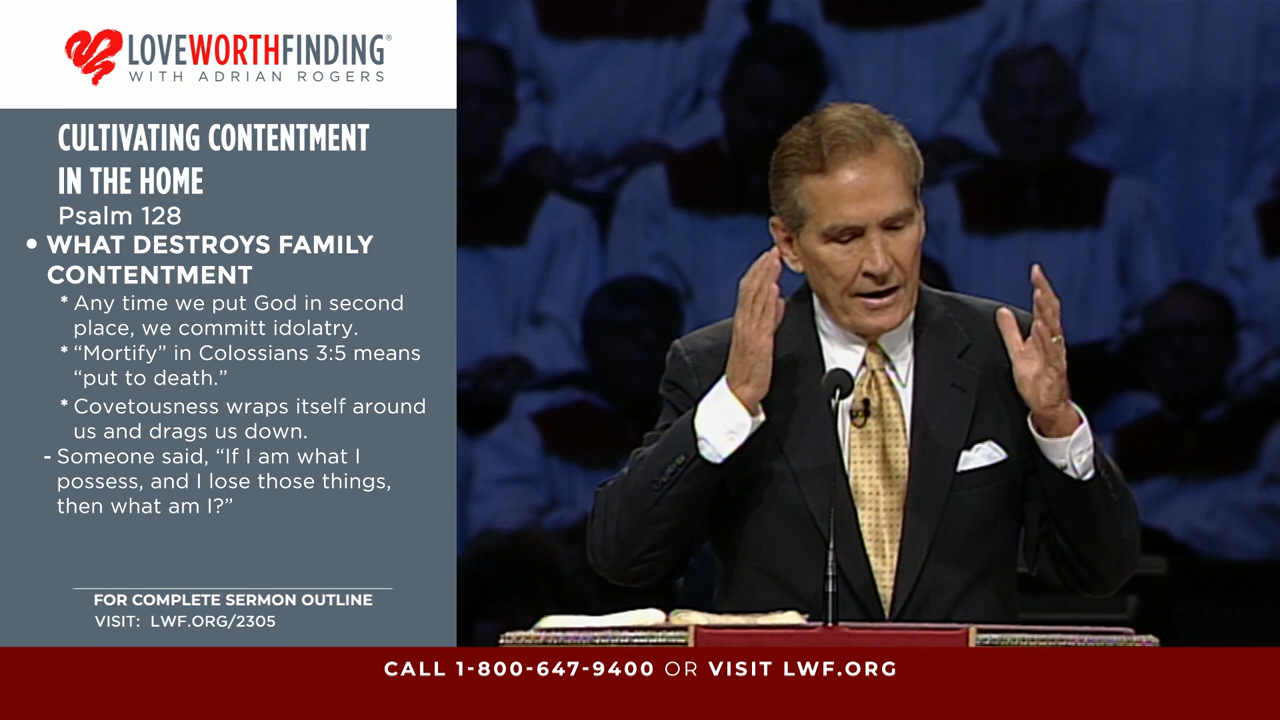 LOVEWORTHFINDING®
WITH ADRIAN ROGERS
CULTIVATING CONTENTMENT
IN THE HOME
Psalm 128
• WHAT DESTROYS FAMILY
CONTENTMENT
* Any time we put God in second
place, we committ idolatry.
* “Mortify” in Colossians 3:5 means
“put to death.”
* Covetousness wraps itself around
us and drags us down.
- Someone said, “If I am what I
possess, and I lose those things,
then what am I?”
FOR COMPLETE SERMON OUTLINE
VISIT: LWF.ORG/2305
CALL 1-800-647-9400 OR VISIT LWF.ORG